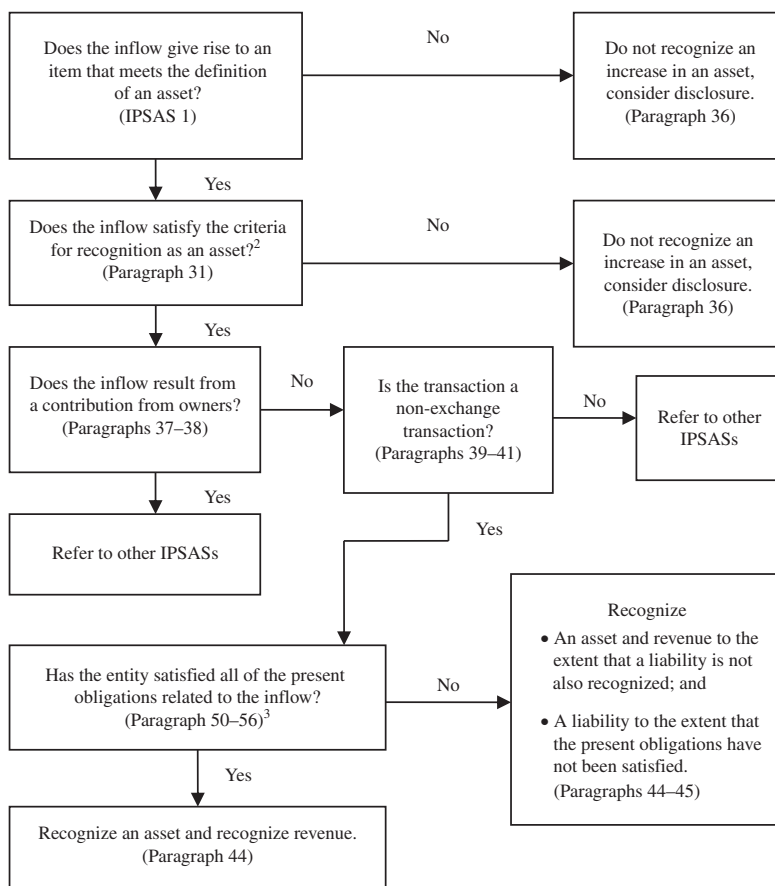 Does the inflow give rise to an
item that meets the definition
of an asset?
(IPSAS 1)
No
Do not recognize an
increase in an asset,
consider disclosure.
(Paragraph 36)
Yes
Does the inflow satisfy the criteria
for recognition as an asset?2
(Paragraph 31)
No
Do not recognize an
increase in an asset,
consider disclosure.
(Paragraph 36)
Yes
Does the inflow result from
a contribution from owners?
(Paragraphs 37–38)
No
Is the transaction a
non-exchange
transaction?
(Paragraphs 39–41)
No
Refer to other
IPSASs
Yes
Refer to other IPSASs
Yes
Has the entity satisfied all of the present
obligations related to the inflow?
(Paragraph 50–56)3
No
Recognize
• An asset and revenue to the
extent that a liability is not
also recognized; and
• A liability to the extent that
the present obligations have
not been satisfied.
(Paragraphs 44–45)
Yes
Recognize an asset and recognize revenue.
(Paragraph 44)